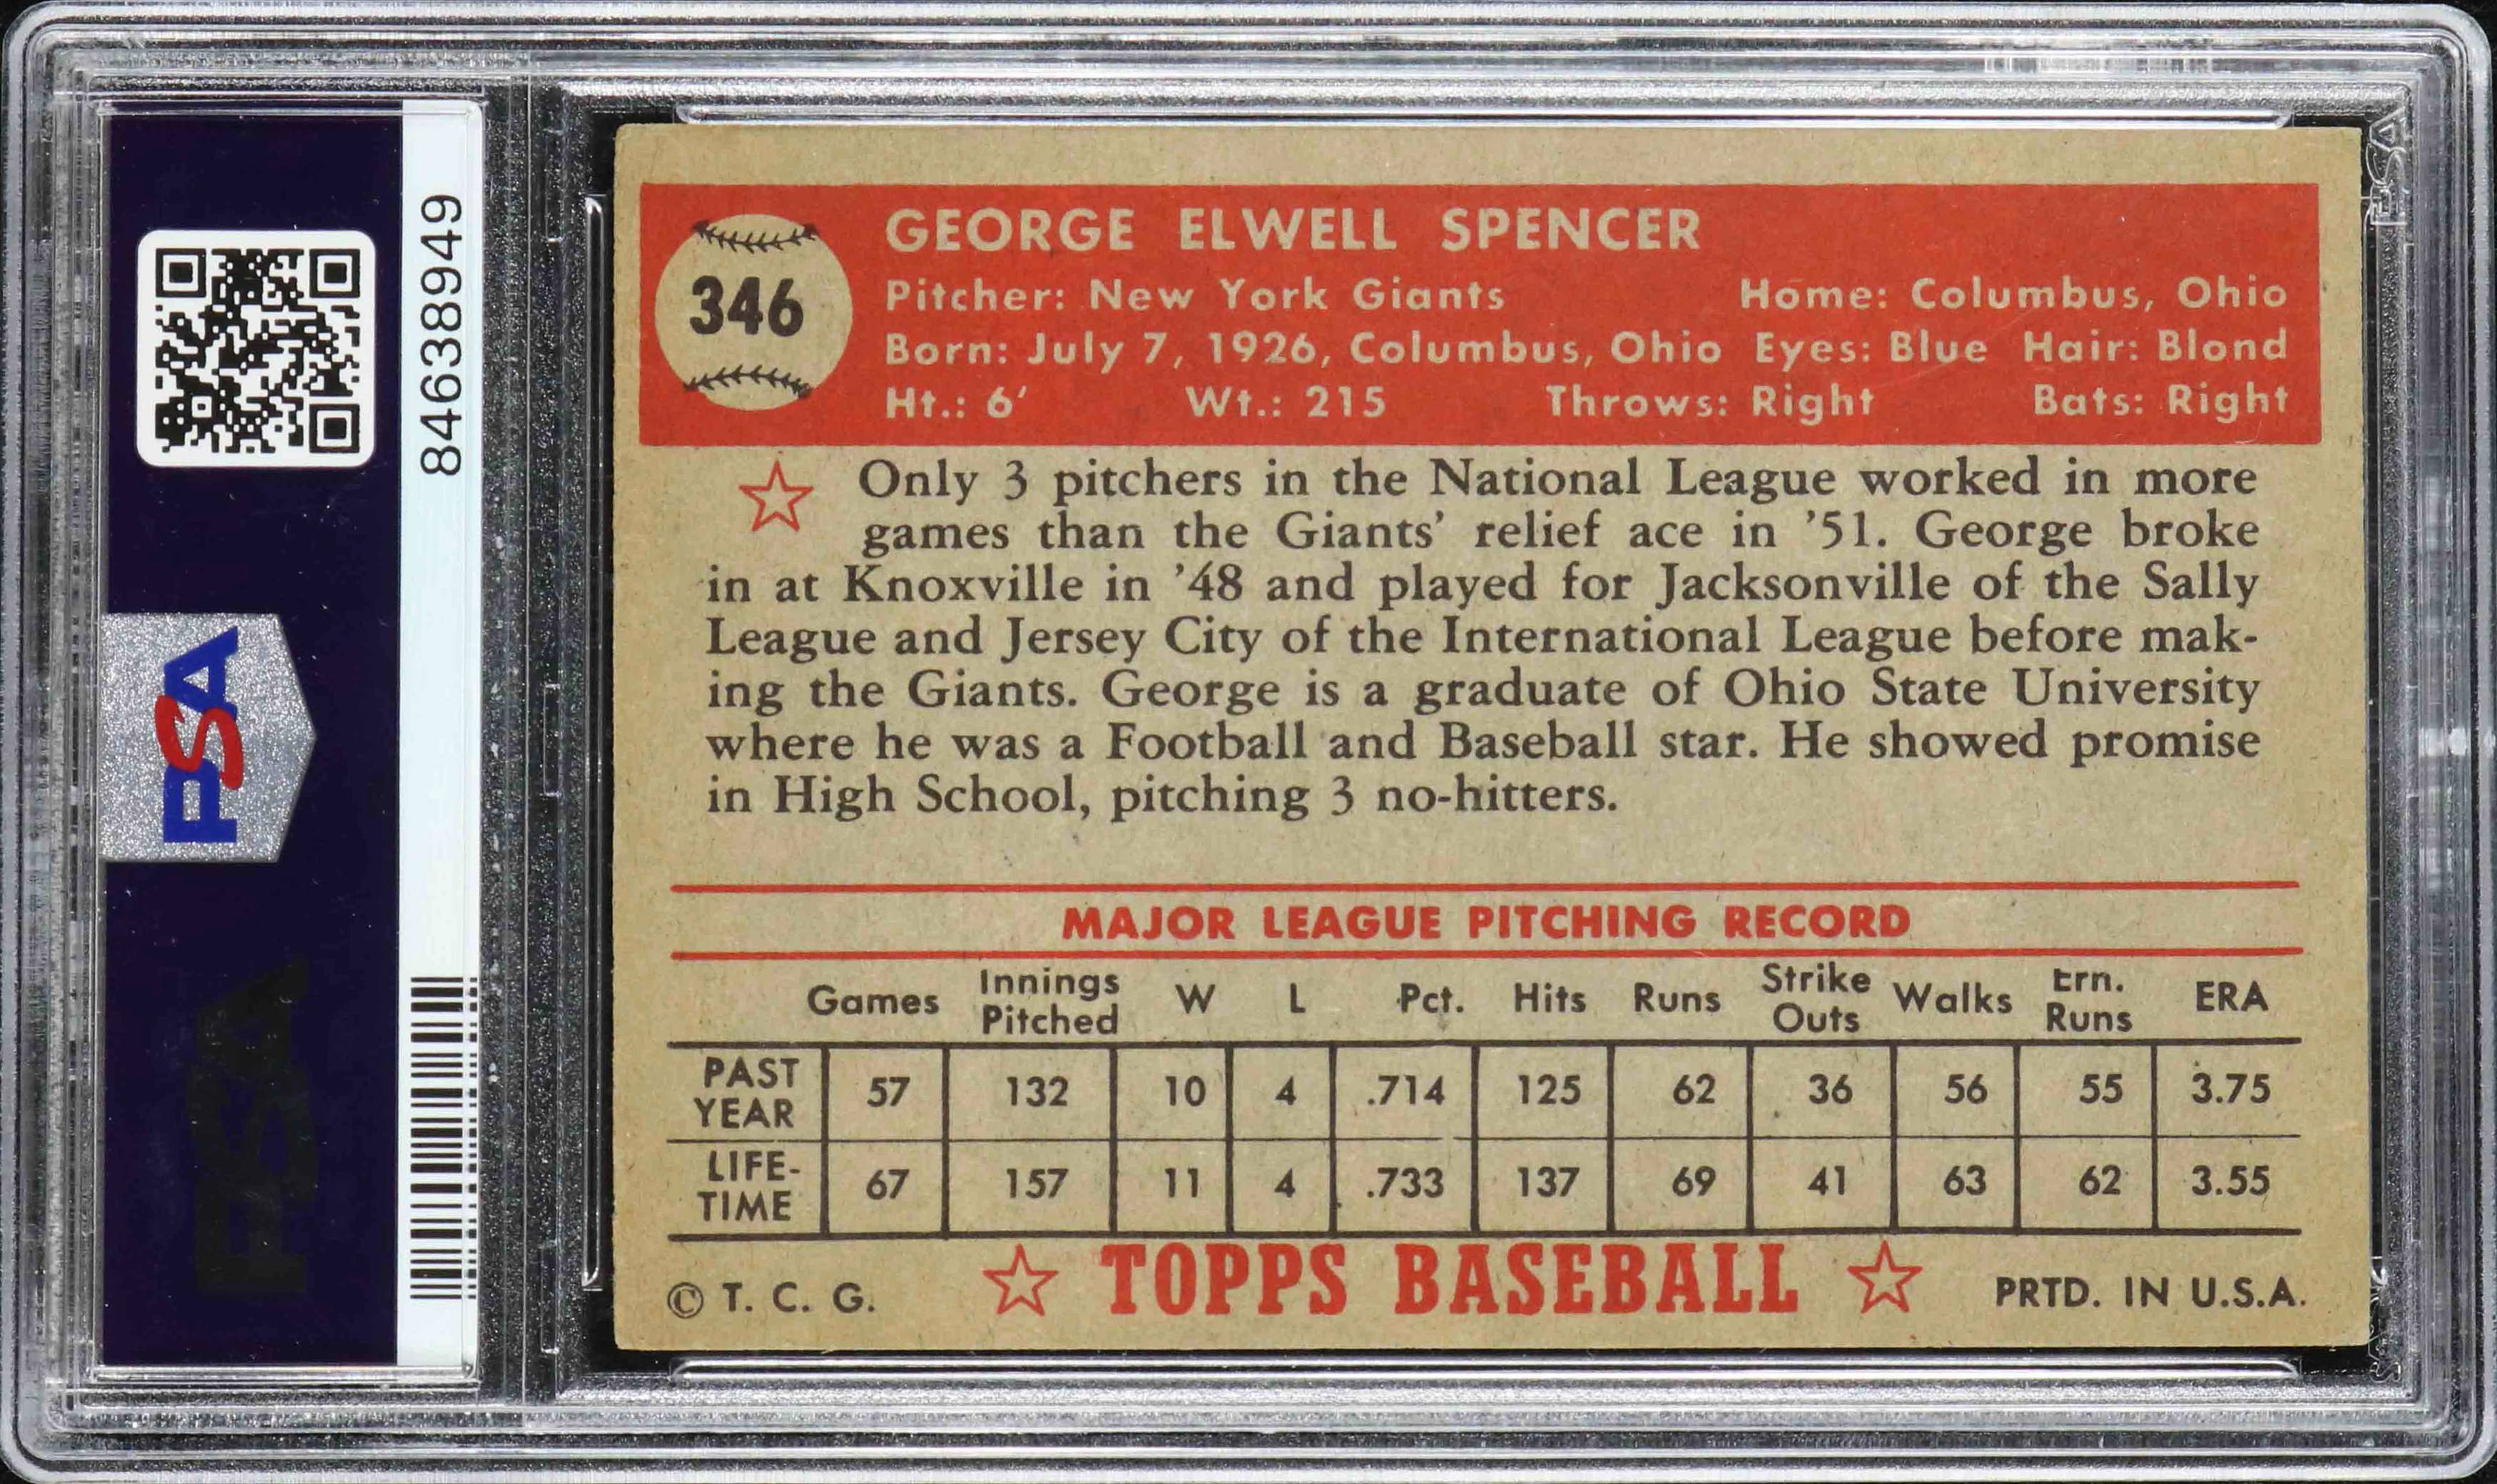 84638949
PSA
346
GEORGE ELWELL SPENCER
Pitcher: New York Giants Home: Columbus, Ohio
Born: July 7, 1926, Columbus, Ohio Eyes: Blue Hair: Blond
Ht.: 6' Wt.: 215 Throws: Right Bats: Right
Only 3 pitchers in the National League worked in more
games than the Giants' relief ace in '51. George broke
in at Knoxville in '48 and played for Jacksonville of the Sally
League and Jersey City of the International League before mak-
ing the Giants. George is a graduate of Ohio State University
where he was a Football and Baseball star. He showed promise
in High School, pitching 3 no-hitters.
MAJOR LEAGUE PITCHING RECORD
Games Innings Pitched W L Pct. Hits Runs Strike Outs Walks Ern. Runs ERA
PAST YEAR 57 132 10 4 .714 125 62 36 56 55 3.75
LIFE-TIME 67 157 11 4 .733 137 69 41 63 62 3.55
© T. C. G. TOPPS BASEBALL PRTD. IN U.S.A.
PSA
PSA